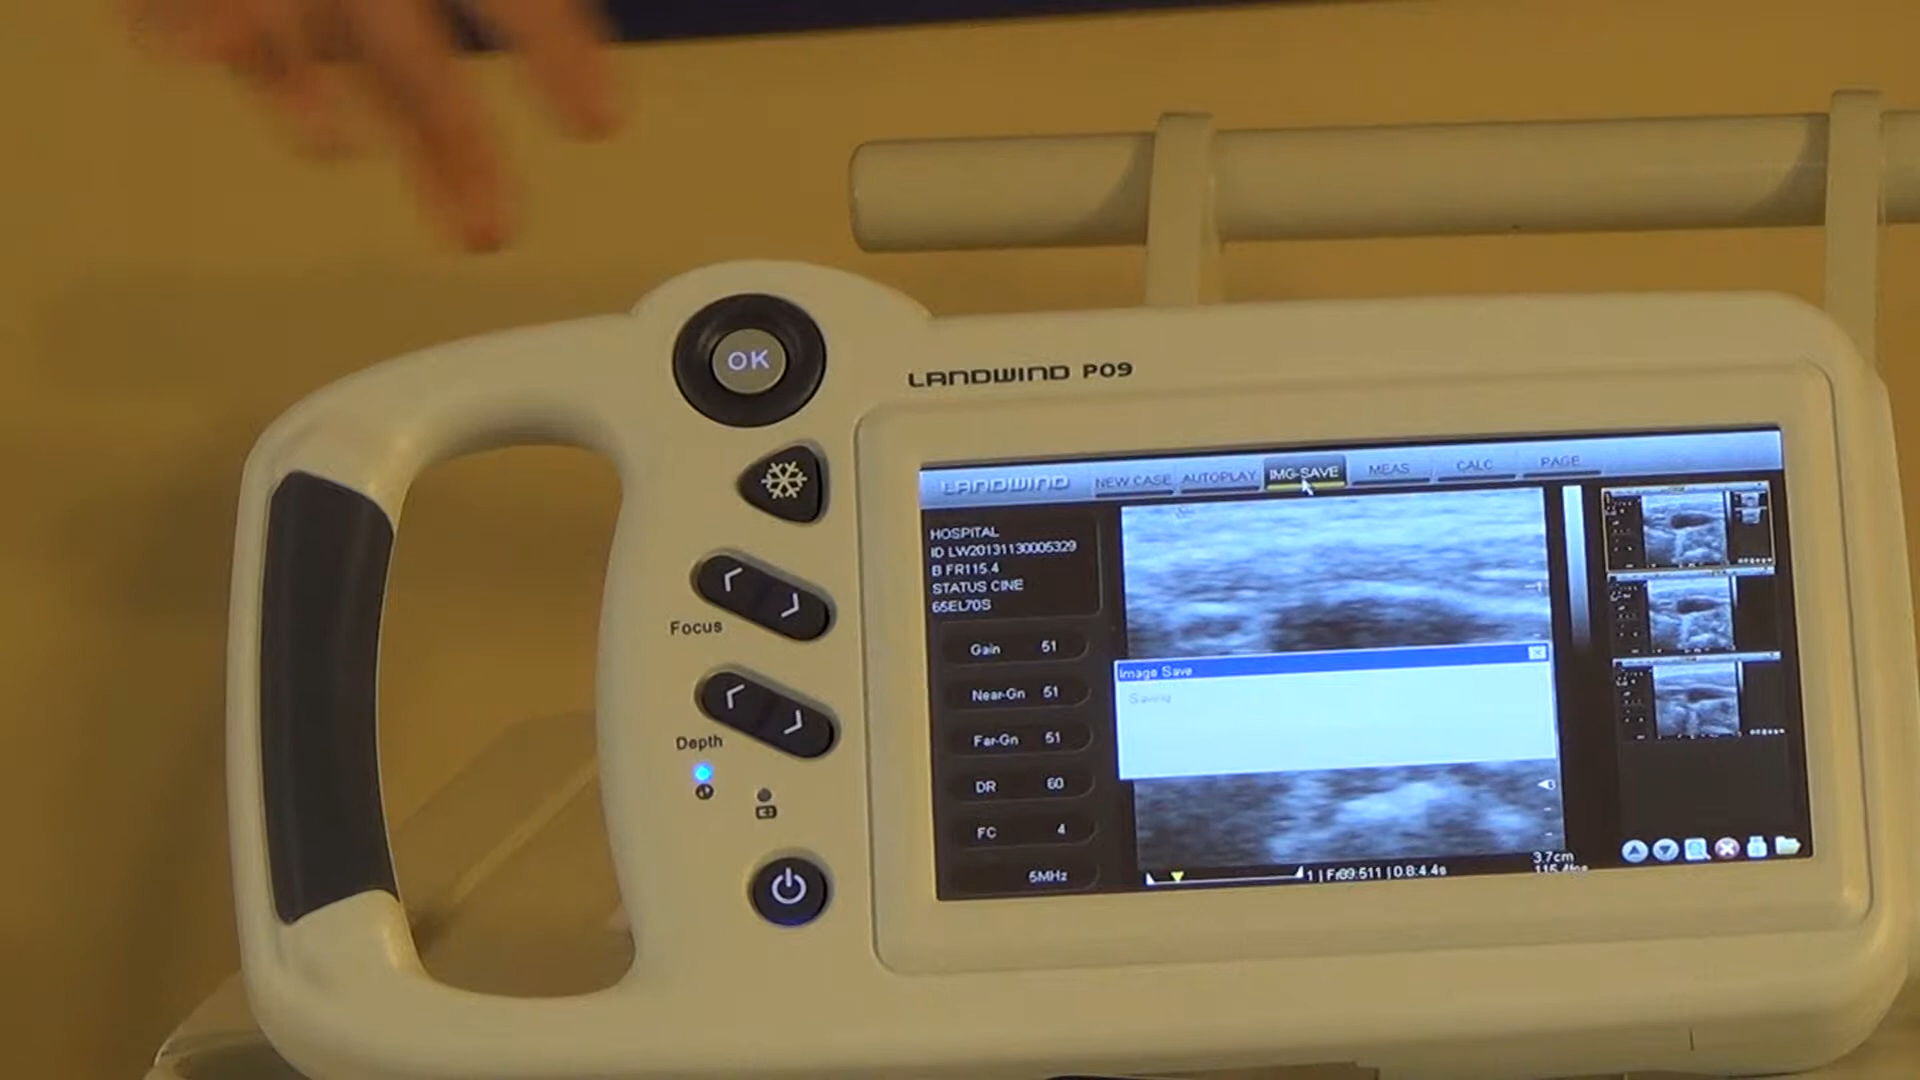 OK
LANDWIND P09
Focus
Depth
LANDWIND NEW CASE AUTOPLAY IMG-SAVE MEAS CALC PAGE
HOSPITAL
ID LW20131130005329
B FR115.4
STATUS CINE
65EL70S
Gain 51
Near-Gn 51
Far-Gn 51
DR 60
FC 4
5MHz
Image Save
Saving
3.7cm